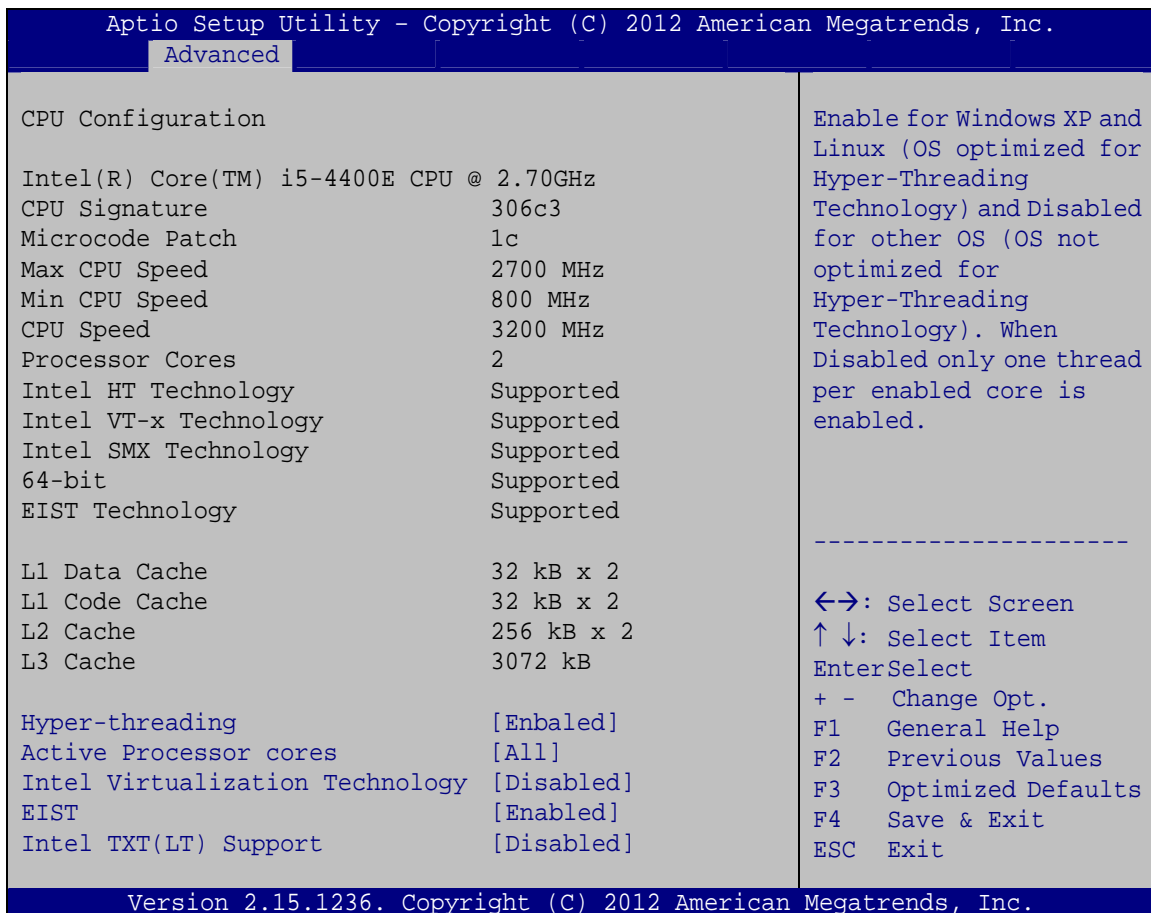 Aptio Setup Utility – Copyright (C) 2012 American Megatrends, Inc.
Advanced
CPU Configuration
Intel(R) Core(TM) i5-4400E CPU @ 2.70GHz
CPU Signature 306c3
Microcode Patch 1c
Max CPU Speed 2700 MHz
Min CPU Speed 800 MHz
CPU Speed 3200 MHz
Processor Cores 2
Intel HT Technology Supported
Intel VT-x Technology Supported
Intel SMX Technology Supported
64-bit Supported
EIST Technology Supported
L1 Data Cache 32 kB x 2
L1 Code Cache 32 kB x 2
L2 Cache 256 kB x 2
L3 Cache 3072 kB
Hyper-threading [Enbaled]
Active Processor cores [All]
Intel Virtualization Technology [Disabled]
EIST [Enabled]
Intel TXT(LT) Support [Disabled]
Enable for Windows XP and
Linux (OS optimized for
Hyper-Threading
Technology) and Disabled
for other OS (OS not
optimized for
Hyper-Threading
Technology). When
Disabled only one thread
per enabled core is
enabled.
----------------------
←→: Select Screen
↑ ↓: Select Item
EnterSelect
+ - Change Opt.
F1 General Help
F2 Previous Values
F3 Optimized Defaults
F4 Save & Exit
ESC Exit
Version 2.15.1236. Copyright (C) 2012 American Megatrends, Inc.